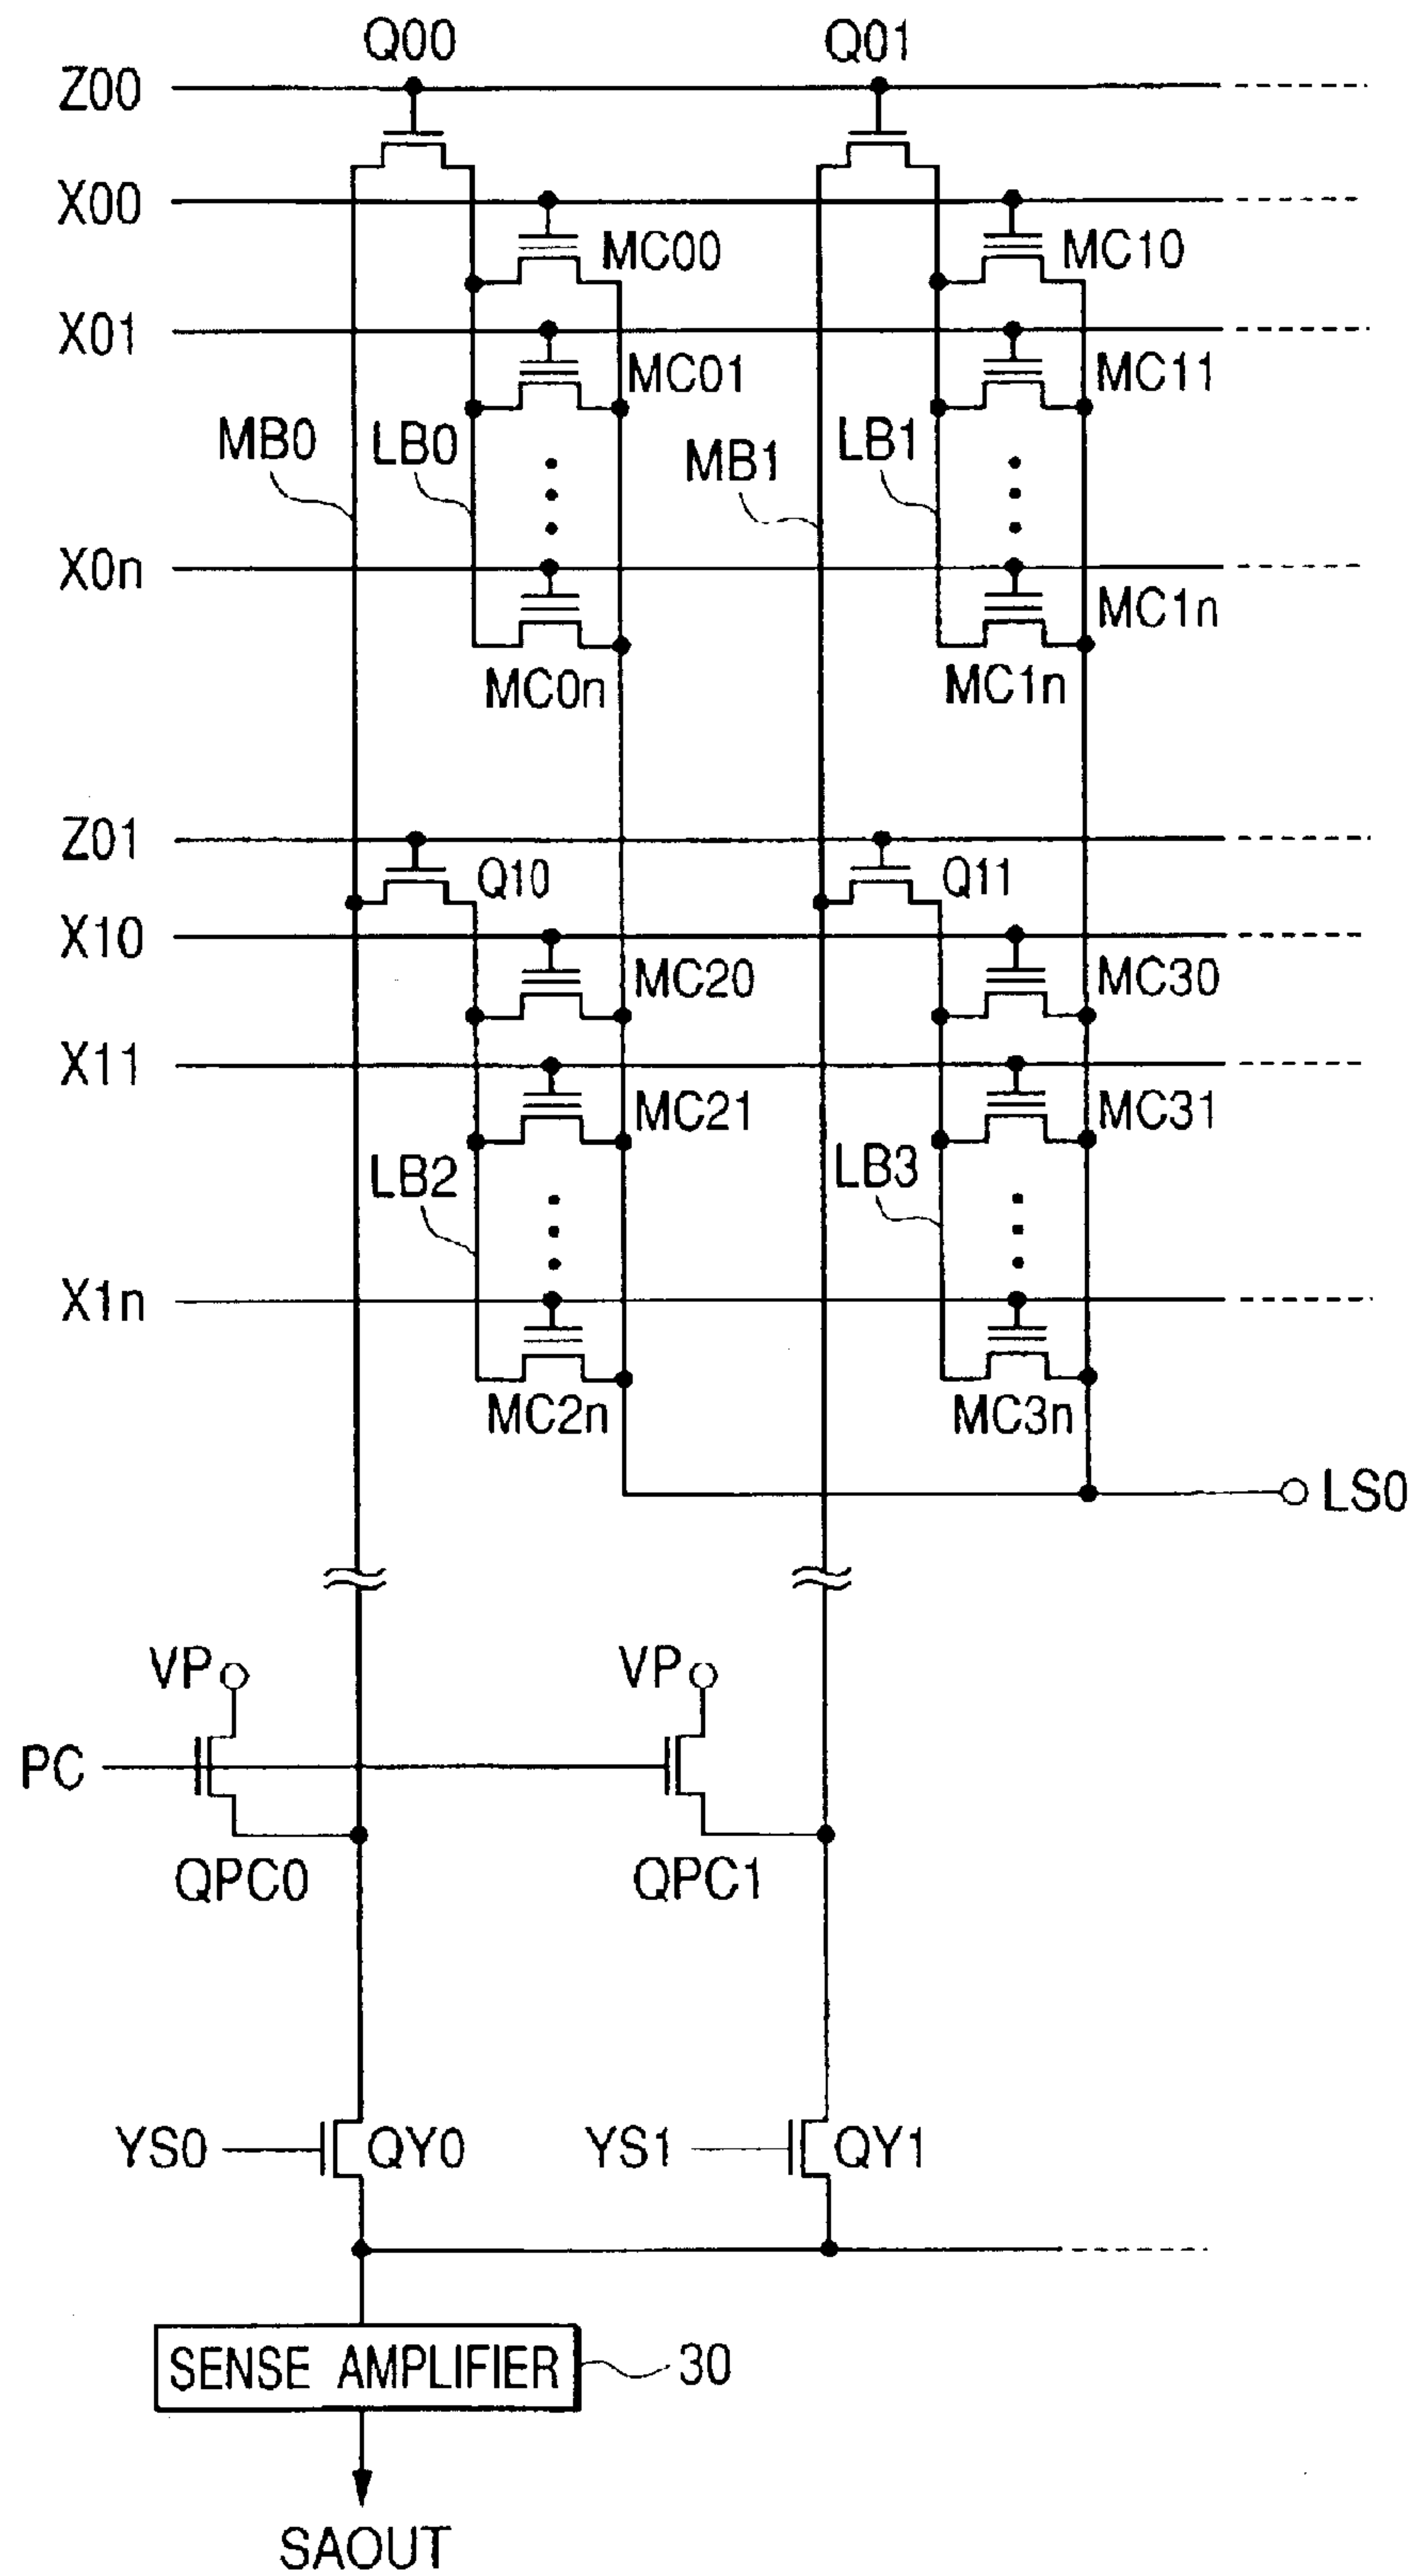 Q00 Q01
Z00
X00
MC00 MC10
X01
MC01 MC11
MB0 LB0 MB1 LB1
X0n
MC1n
MC0n MC1n
Z01
Q10 Q11
X10
MC20 MC30
X11
MC21 MC31
LB2 LB3
X1n
MC2n MC3n
LS0
VP VP
PC
QPC0 QPC1
YS0 QY0 YS1 QY1
SENSE AMPLIFIER 30
SAOUT